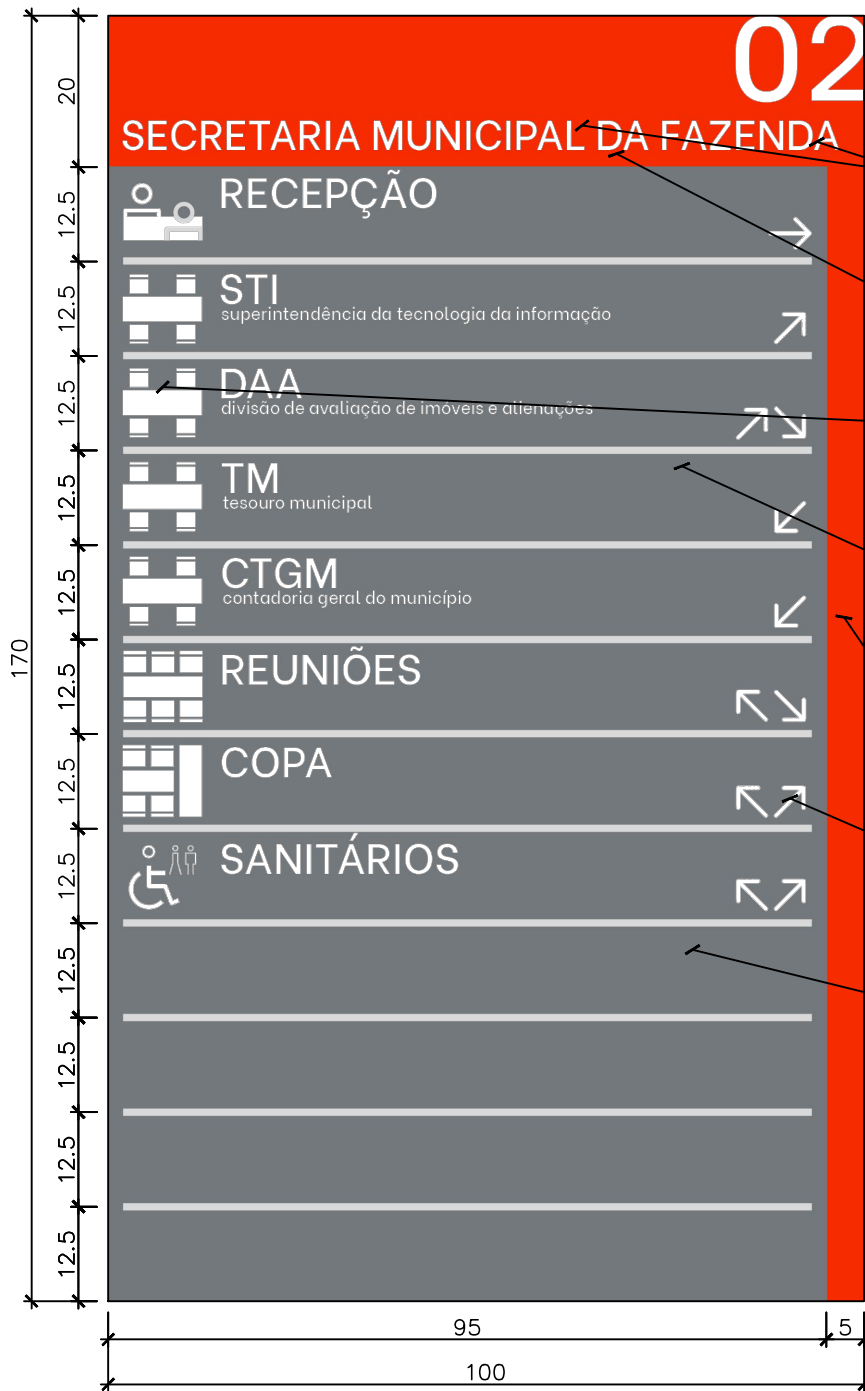 02
SECRETARIA MUNICIPAL DA FAZENDA
RECEPÇÃO
STI
superintendência da tecnologia da informação
DAA
divisão de avaliação de imóveis e alienações
TM
tesouro municipal
CTGM
contadoria geral do município
REUNIÕES
COPA
SANITÁRIOS
20
12.5
12.5
12.5
12.5
12.5
12.5
12.5
12.5
12.5
12.5
12.5
12.5
170
95
5
100